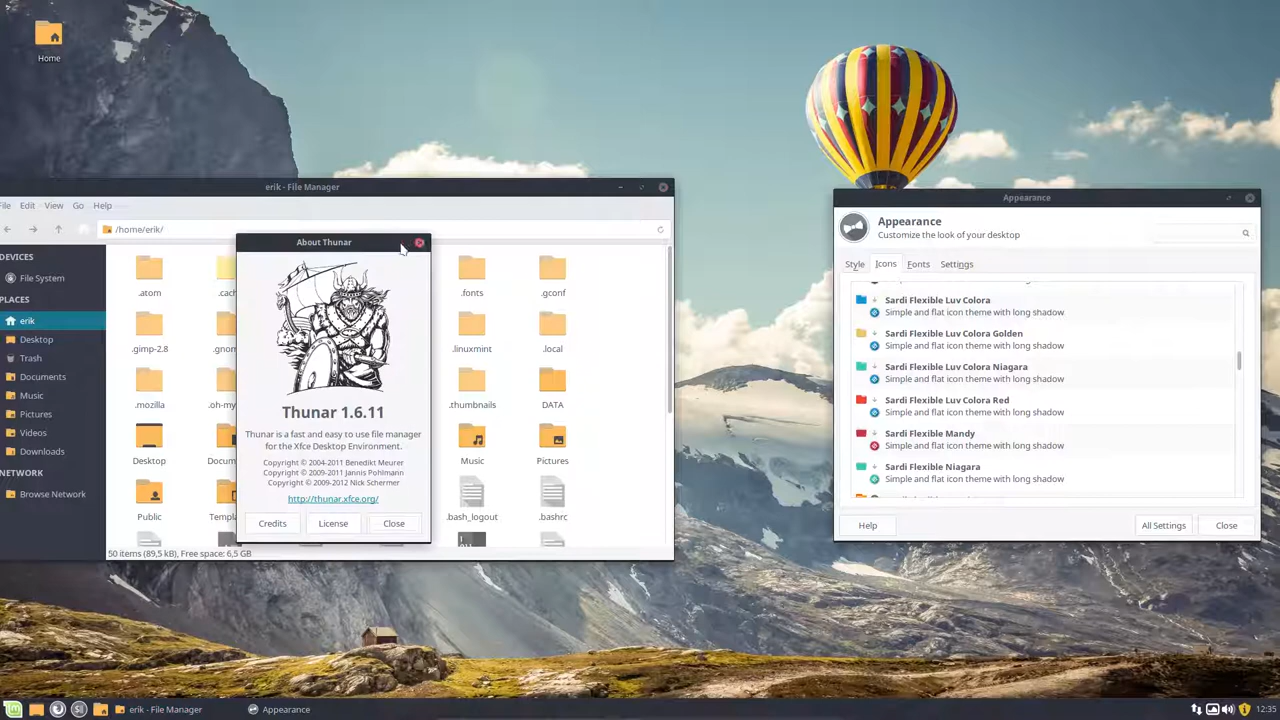 Home
erik - File Manager
File Edit View Go Help
/home/erik/
DEVICES
File System
PLACES
erik
Desktop
Trash
Documents
Music
Pictures
Videos
Downloads
NETWORK
Browse Network
.atom
.fonts
.gconf
.gimp-2.8
.linuxmint
.local
.mozilla
.thumbnails
DATA
Desktop
Music
Pictures
Public
.bash_logout
.bashrc
50 items (89,5 kB), Free space: 6,5 GB
About Thunar
Thunar 1.6.11
Thunar is a fast and easy to use file manager
for the Xfce Desktop Environment.
Copyright © 2004-2011 Benedikt Meurer
Copyright © 2009-2011 Jannis Pohlmann
Copyright © 2009-2012 Nick Schermer
http://thunar.xfce.org/
Credits License Close
Appearance
Appearance
Customize the look of your desktop
Style Icons Fonts Settings
Sardi Flexible Luv Colora
Simple and flat icon theme with long shadow
Sardi Flexible Luv Colora Golden
Simple and flat icon theme with long shadow
Sardi Flexible Luv Colora Niagara
Simple and flat icon theme with long shadow
Sardi Flexible Luv Colora Red
Simple and flat icon theme with long shadow
Sardi Flexible Mandy
Simple and flat icon theme with long shadow
Sardi Flexible Niagara
Simple and flat icon theme with long shadow
Help All Settings Close
erik - File Manager Appearance 12:35